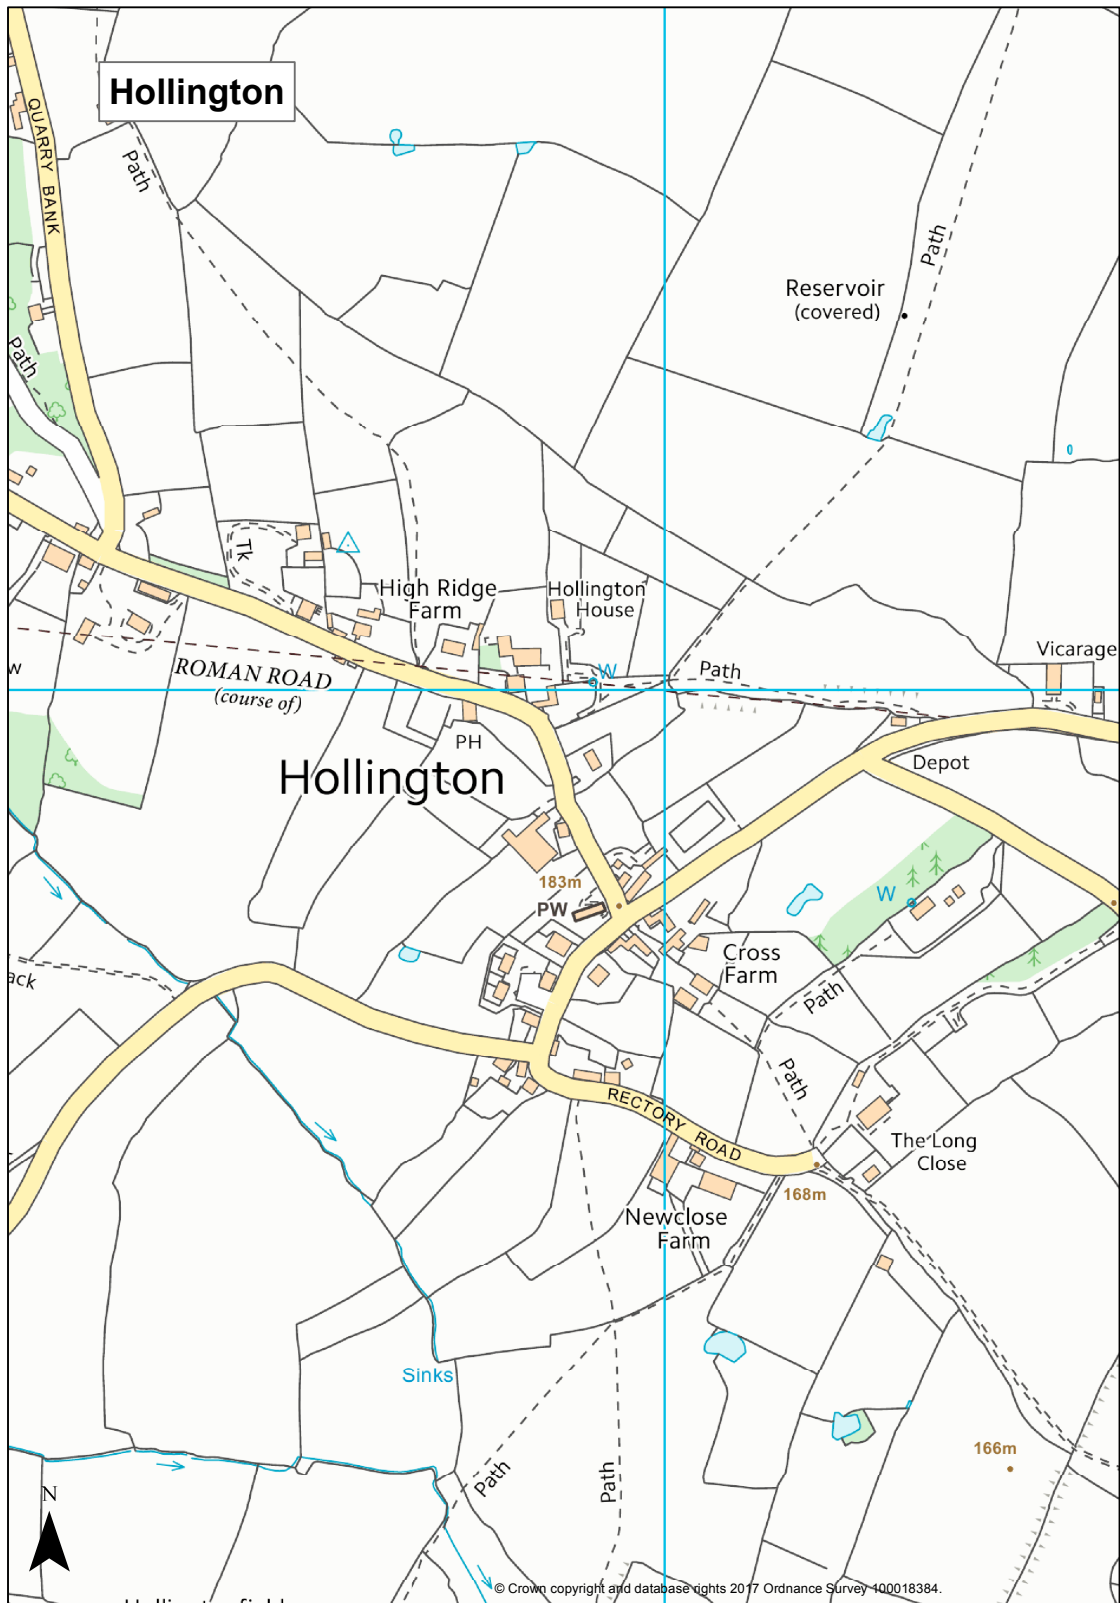 Hollington
QUARRY BANK
Path
Path
Reservoir
(covered)
Path
Tk
High Ridge
Farm
Hollington
House
W
Path
Vicarage
w
ROMAN ROAD
(course of)
PH
Hollington
Depot
183m
PW
W
Cross
Farm
ack
Path
Path
RECTORY ROAD
The Long
Close
168m
Newclose
Farm
Sinks
166m
Path
Path
N
© Crown copyright and database rights 2017 Ordnance Survey 100018384.